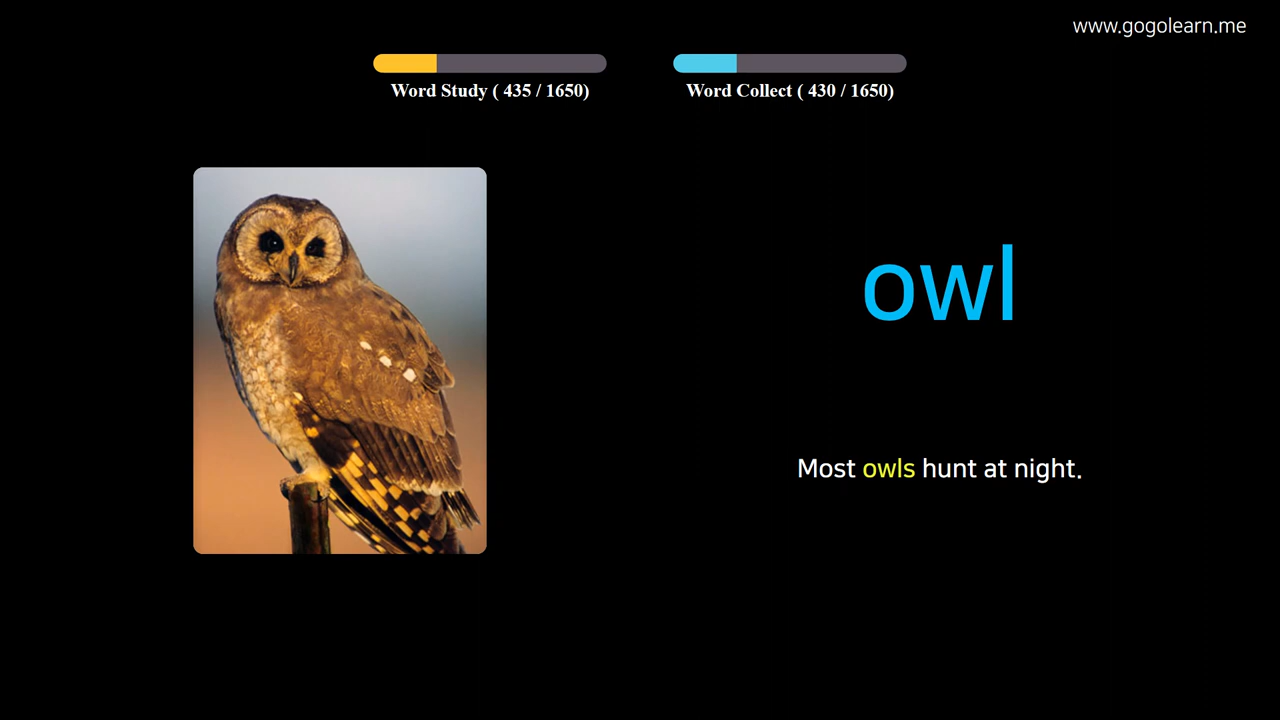 www.gogolearn.me
Word Study ( 435 / 1650)
Word Collect ( 430 / 1650)
owl
Most owls hunt at night.